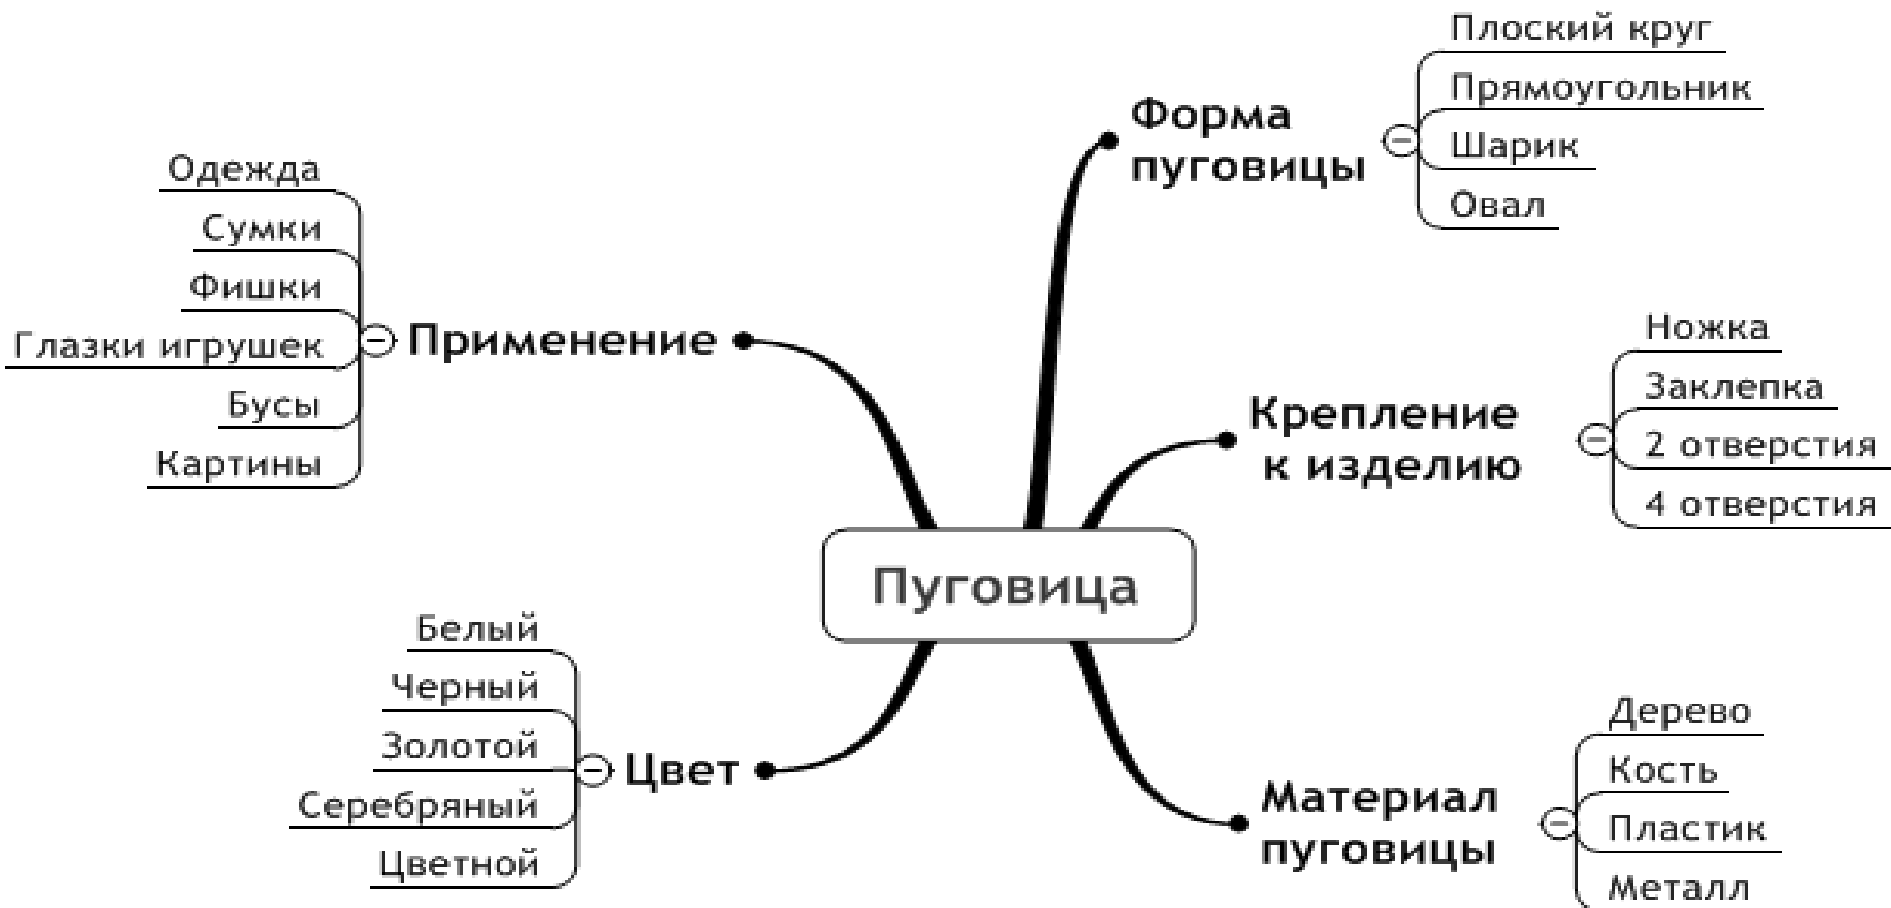 Плоский круг
Прямоугольник
Форма
пуговицы
Шарик
Овал
Одежда
Сумки
Фишки
Глазки игрушек
Бусы
Картины
Применение
Ножка
Заклепка
Крепление
к изделию
2 отверстия
4 отверстия
Пуговица
Белый
Черный
Золотой
Серебряный
Цветной
Цвет
Дерево
Кость
Материал
пуговицы
Пластик
Металл